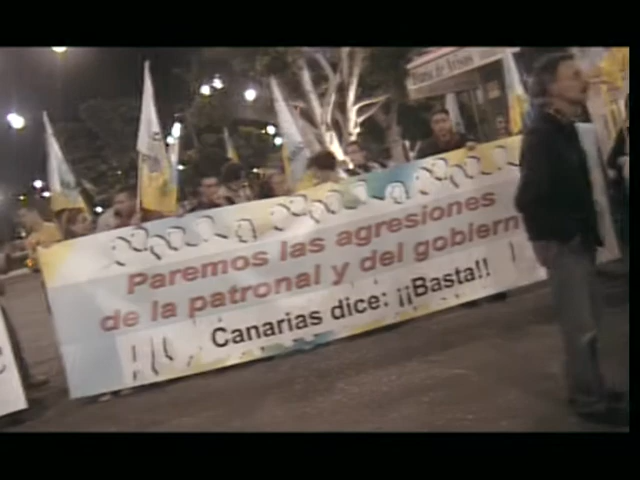 Paremos las agresiones
de la patronal y del gobiern
Canarias dice: ¡¡Basta!!